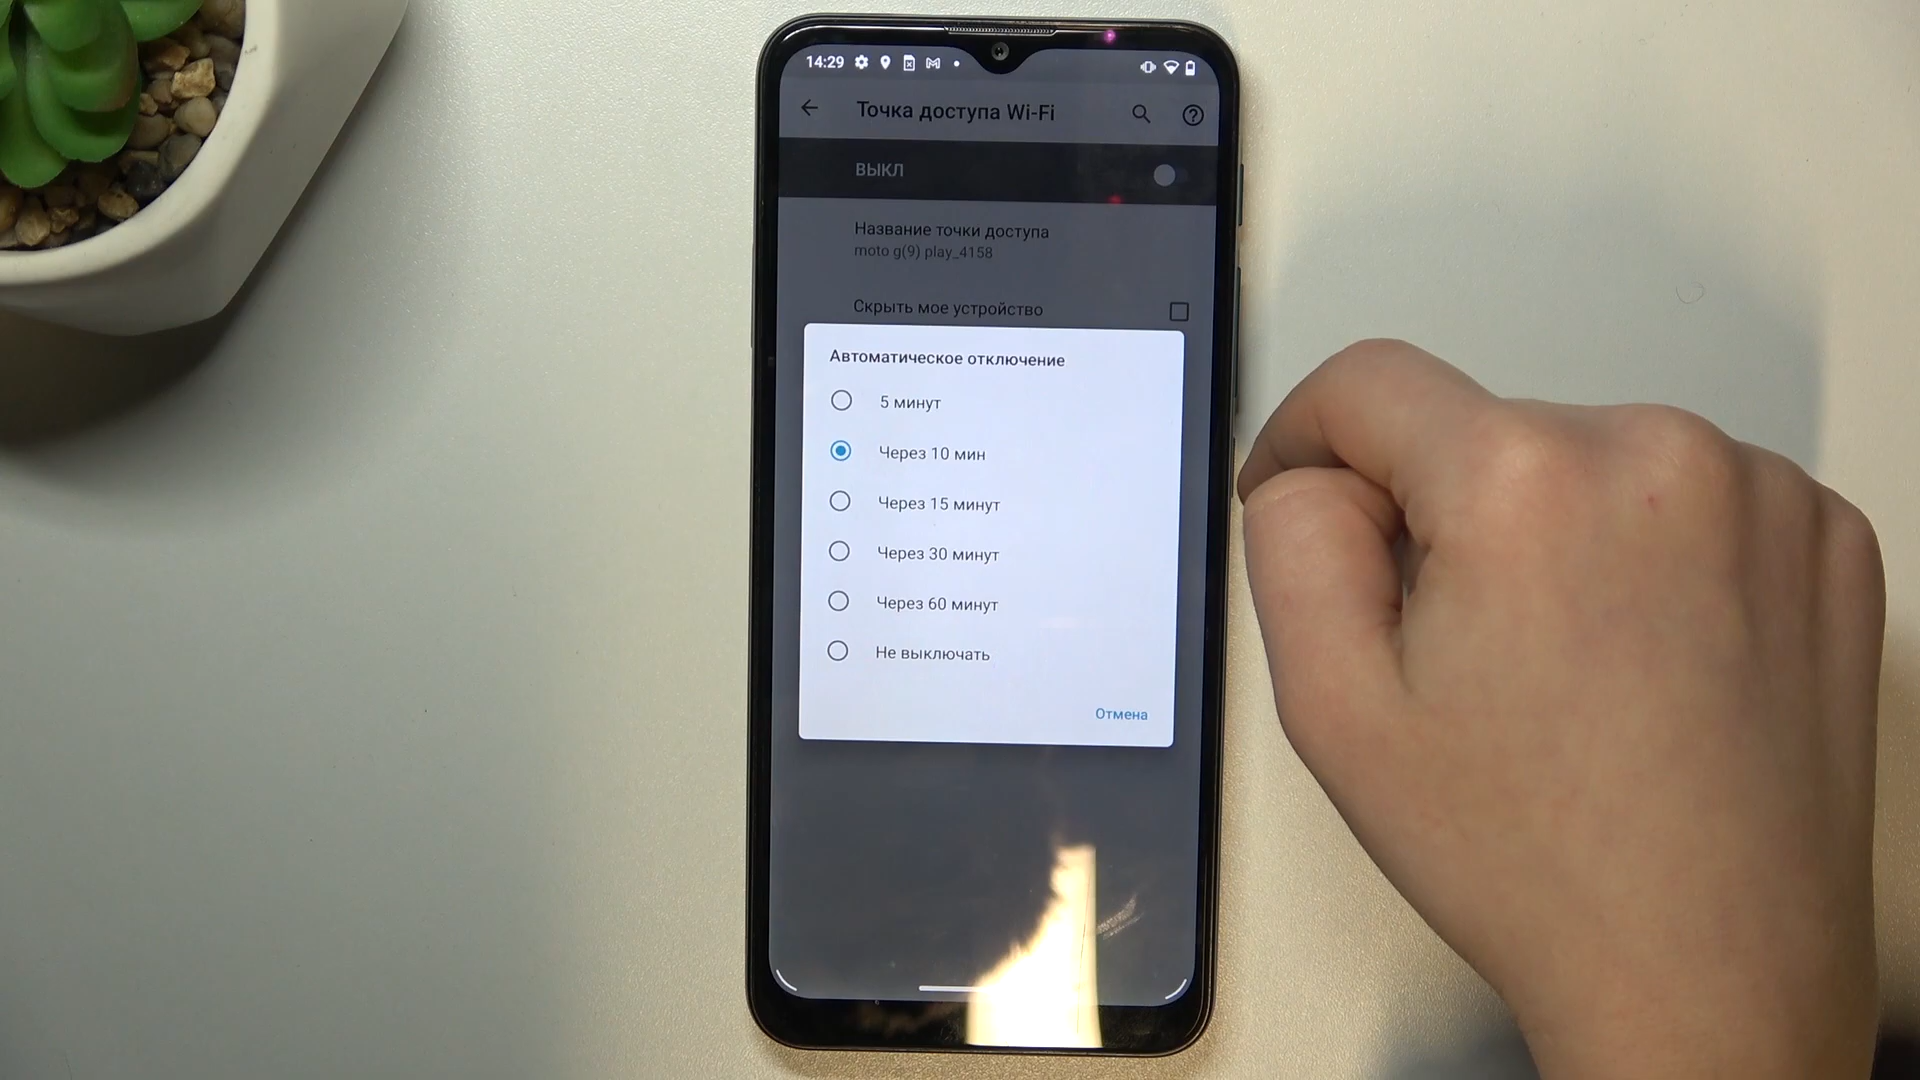 14:29
Точка доступа Wi-Fi
ВЫКЛ
Название точки доступа
moto g(9) play_4158
Скрыть мое устройство
Автоматическое отключение
5 минут
Через 10 мин
Через 15 минут
Через 30 минут
Через 60 минут
Не выключать
Отмена